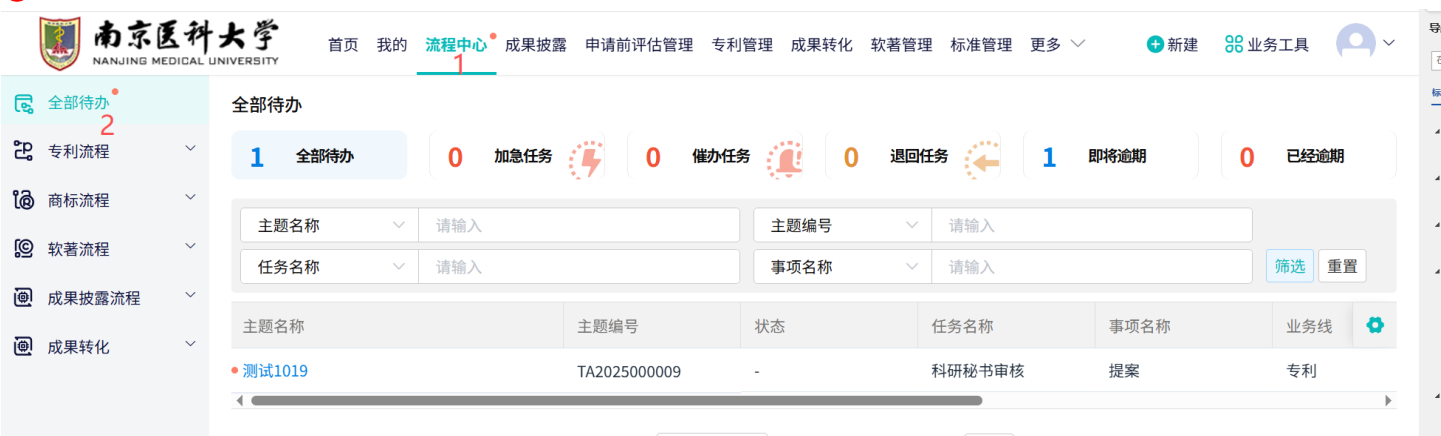 南京医科大学
NANJING MEDICAL UNIVERSITY
首页 我的 流程中心 成果披露 申请前评估管理 专利管理 成果转化 软著管理 标准管理 更多 新建 业务工具
1
全部待办
2
专利流程
商标流程
软著流程
成果披露流程
成果转化
全部待办
1 全部待办 0 加急任务 0 催办任务 0 退回任务 1 即将逾期 0 已经逾期
主题名称 请输入 主题编号 请输入
任务名称 请输入 事项名称 请输入 筛选 重置
主题名称 主题编号 状态 任务名称 事项名称 业务线
测试1019 TA2025000009 - 科研秘书审核 提案 专利